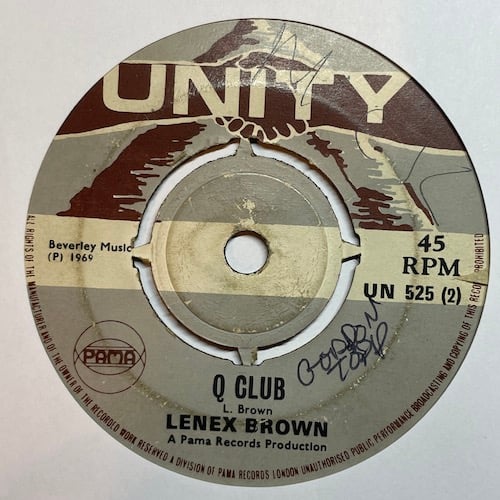 UNITY
Beverley Music
(P) 1969
45
RPM
UN 525 (2)
PAMA
Q CLUB
L. Brown
LENEX BROWN
A Pama Records Production
GORDON
ALL RIGHTS OF THE MANUFACTURER AND OF THE OWNER OF THE RECORDED WORK RESERVED A DIVISION OF PAMA RECORDS LONDON UNAUTHORISED PUBLIC PERFORMANCE BROADCASTING AND COPYING OF THIS RECORD PROHIBITED